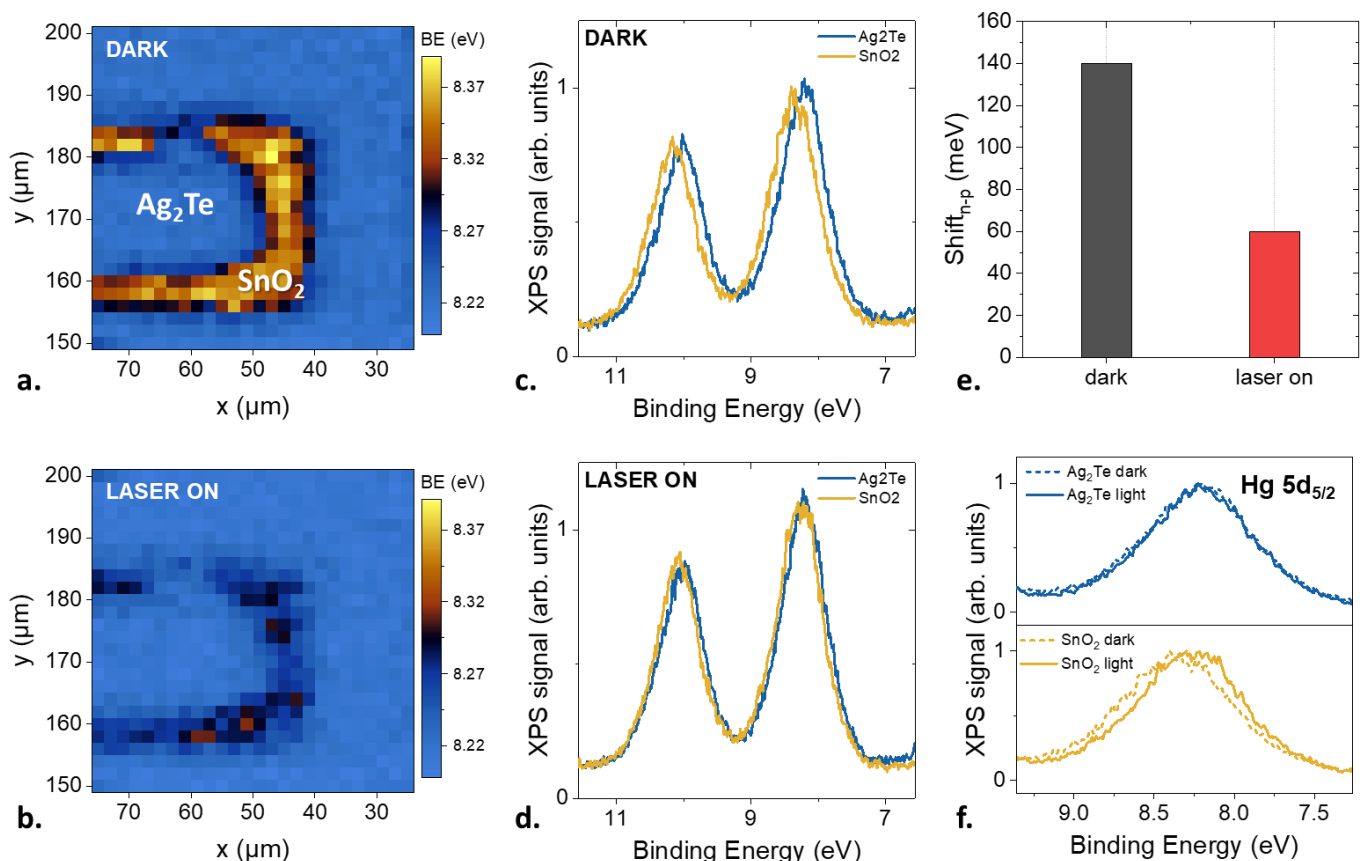 DARK
BE (eV)
200
190
180
170
160
150
y (µm)
Ag₂Te
SnO₂
8.37
8.32
8.27
8.22
70
60
50
40
30
x (µm)
a.
DARK
Ag2Te
SnO2
1
0
XPS signal (arb. units)
11
9
7
Binding Energy (eV)
c.
160
140
120
100
80
60
40
20
0
Shiftₙ₋ₚ (meV)
dark
laser on
e.
LASER ON
BE (eV)
200
190
180
170
160
150
y (µm)
8.37
8.32
8.27
8.22
70
60
50
40
30
x (µm)
b.
LASER ON
Ag2Te
SnO2
1
0
XPS signal (arb. units)
11
9
7
Binding Energy (eV)
d.
Ag₂Te dark
Ag₂Te light
Hg 5d₅/₂
1
0
SnO₂ dark
SnO₂ light
1
0
XPS signal (arb. units)
9.0
8.5
8.0
7.5
Binding Energy (eV)
f.